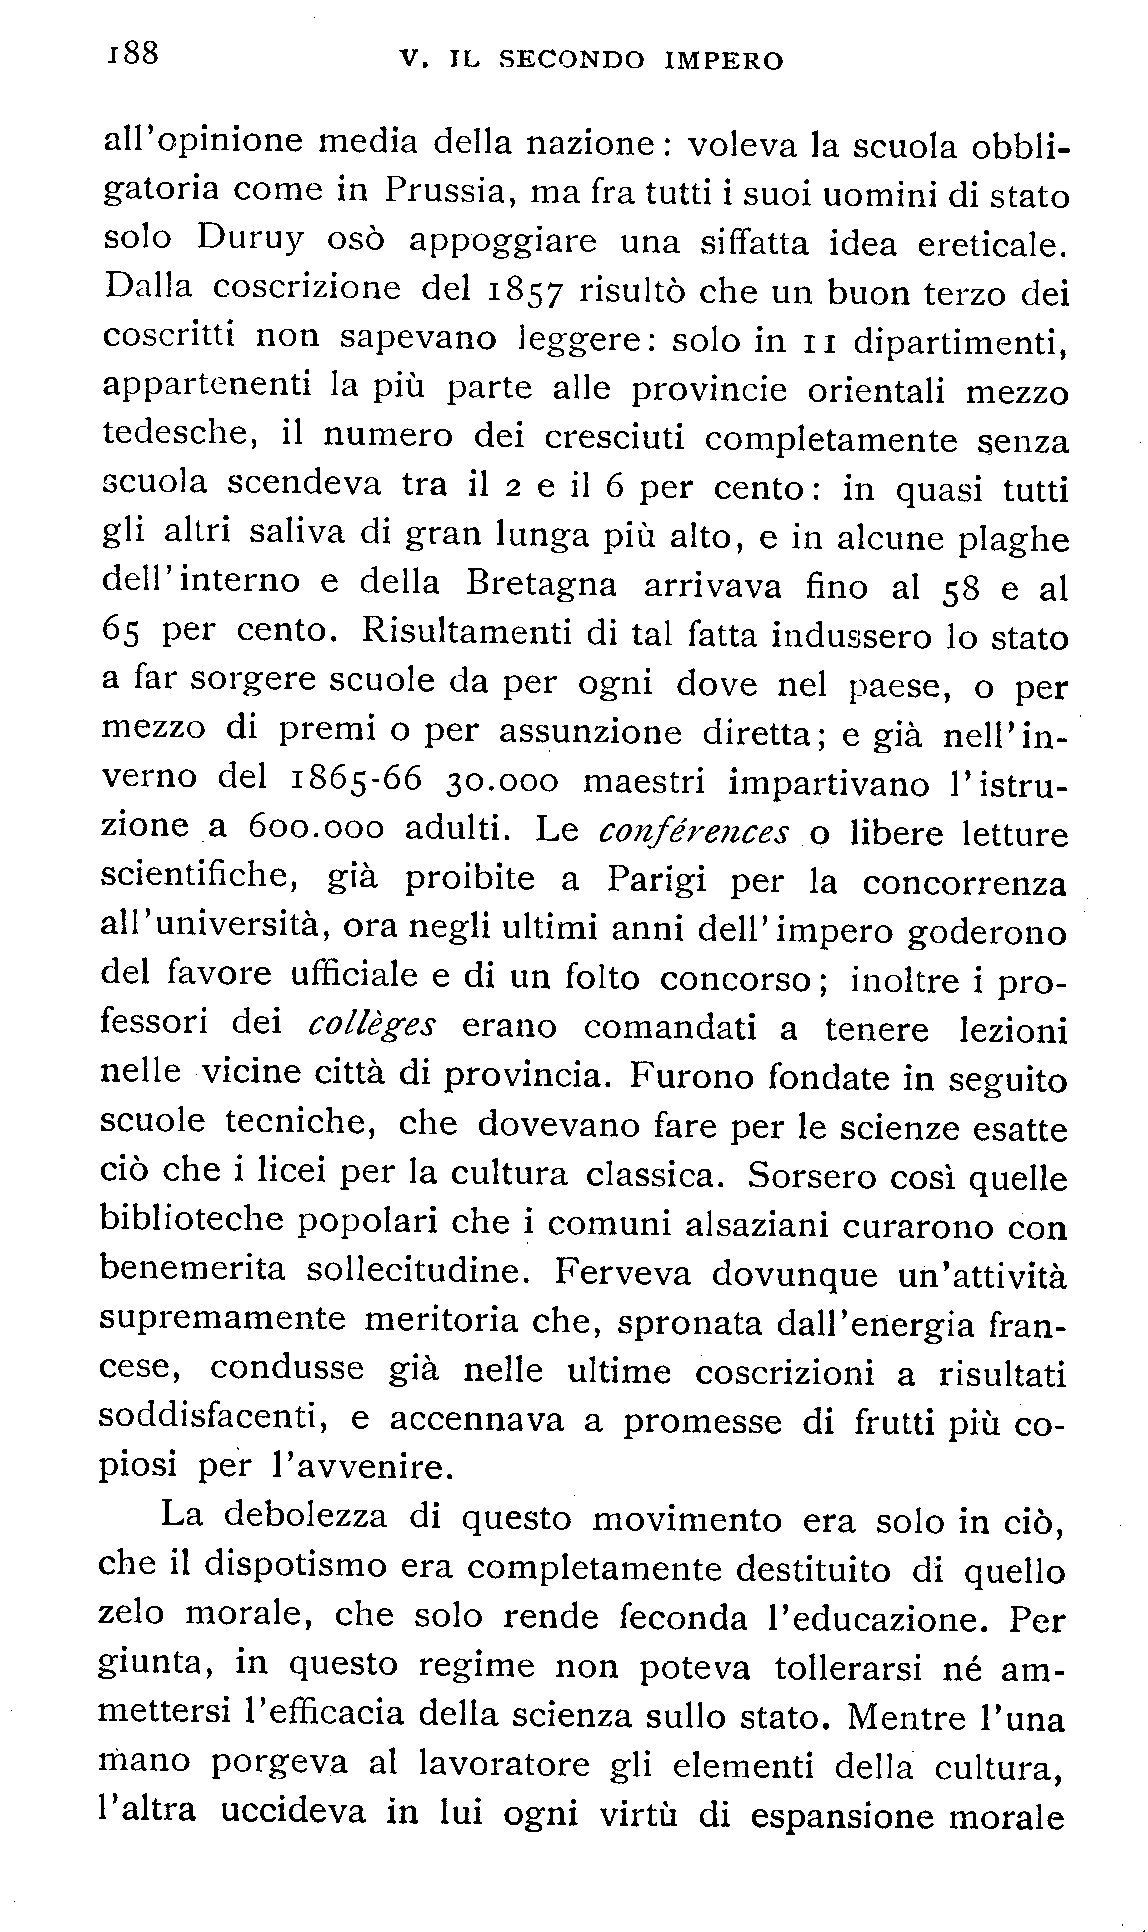 188 V. IL SECONDO IMPERO
all'opinione media della nazione: voleva la scuola obbli-
gatoria come in Prussia, ma fra tutti i suoi uomini di stato
solo Duruy osò appoggiare una siffatta idea ereticale.
Dalla coscrizione del 1857 risultò che un buon terzo dei
coscritti non sapevano leggere: solo in 11 dipartimenti,
appartenenti la più parte alle provincie orientali mezzo
tedesche, il numero dei cresciuti completamente senza
scuola scendeva tra il 2 e il 6 per cento: in quasi tutti
gli altri saliva di gran lunga più alto, e in alcune plaghe
dell'interno e della Bretagna arrivava fino al 58 e al
65 per cento. Risultamenti di tal fatta indussero lo stato
a far sorgere scuole da per ogni dove nel paese, o per
mezzo di premi o per assunzione diretta; e già nell'in-
verno del 1865-66 30.000 maestri impartivano l'istru-
zione a 600.000 adulti. Le conférences o libere letture
scientifiche, già proibite a Parigi per la concorrenza
all'università, ora negli ultimi anni dell'impero goderono
del favore ufficiale e di un folto concorso; inoltre i pro-
fessori dei collèges erano comandati a tenere lezioni
nelle vicine città di provincia. Furono fondate in seguito
scuole tecniche, che dovevano fare per le scienze esatte
ciò che i licei per la cultura classica. Sorsero così quelle
biblioteche popolari che i comuni alsaziani curarono con
benemerita sollecitudine. Ferveva dovunque un'attività
supremamente meritoria che, spronata dall'energia fran-
cese, condusse già nelle ultime coscrizioni a risultati
soddisfacenti, e accennava a promesse di frutti più co-
piosi per l'avvenire.
La debolezza di questo movimento era solo in ciò,
che il dispotismo era completamente destituito di quello
zelo morale, che solo rende feconda l'educazione. Per
giunta, in questo regime non poteva tollerarsi né am-
mettersi l'efficacia della scienza sullo stato. Mentre l'una
mano porgeva al lavoratore gli elementi della cultura,
l'altra uccideva in lui ogni virtù di espansione morale